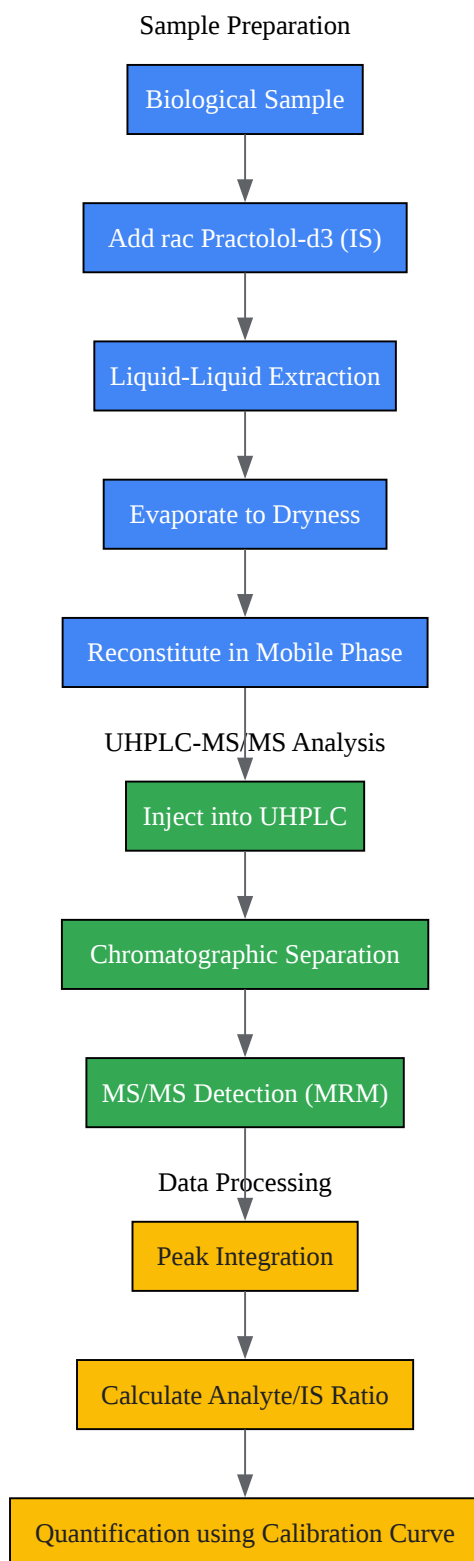 Sample Preparation
Biological Sample
Add rac Practolol-d3 (IS)
Liquid-Liquid Extraction
Evaporate to Dryness
Reconstitute in Mobile Phase
UHPLC-MS/MS Analysis
Inject into UHPLC
Chromatographic Separation
MS/MS Detection (MRM)
Data Processing
Peak Integration
Calculate Analyte/IS Ratio
Quantification using Calibration Curve